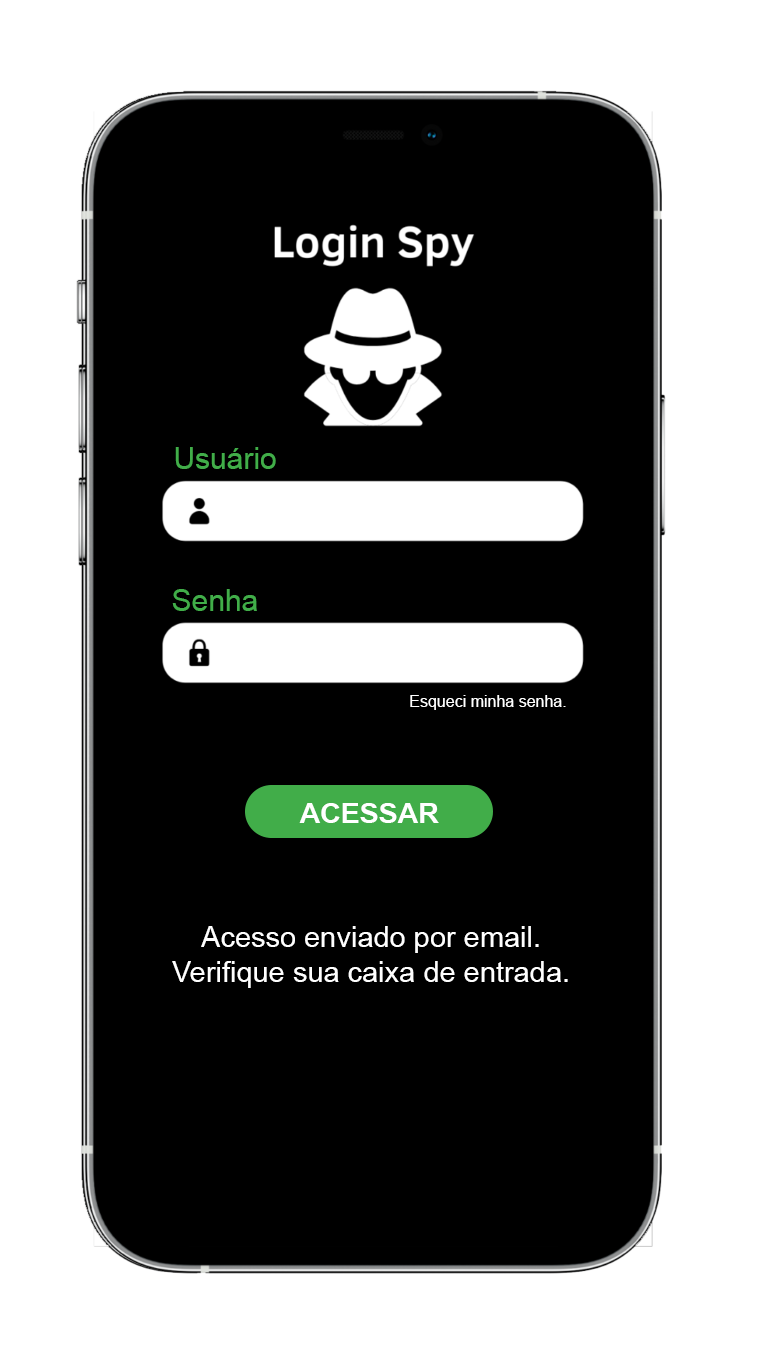 Login Spy
Usuário
Senha
Esqueci minha senha.
ACESSAR
Acesso enviado por email.
Verifique sua caixa de entrada.